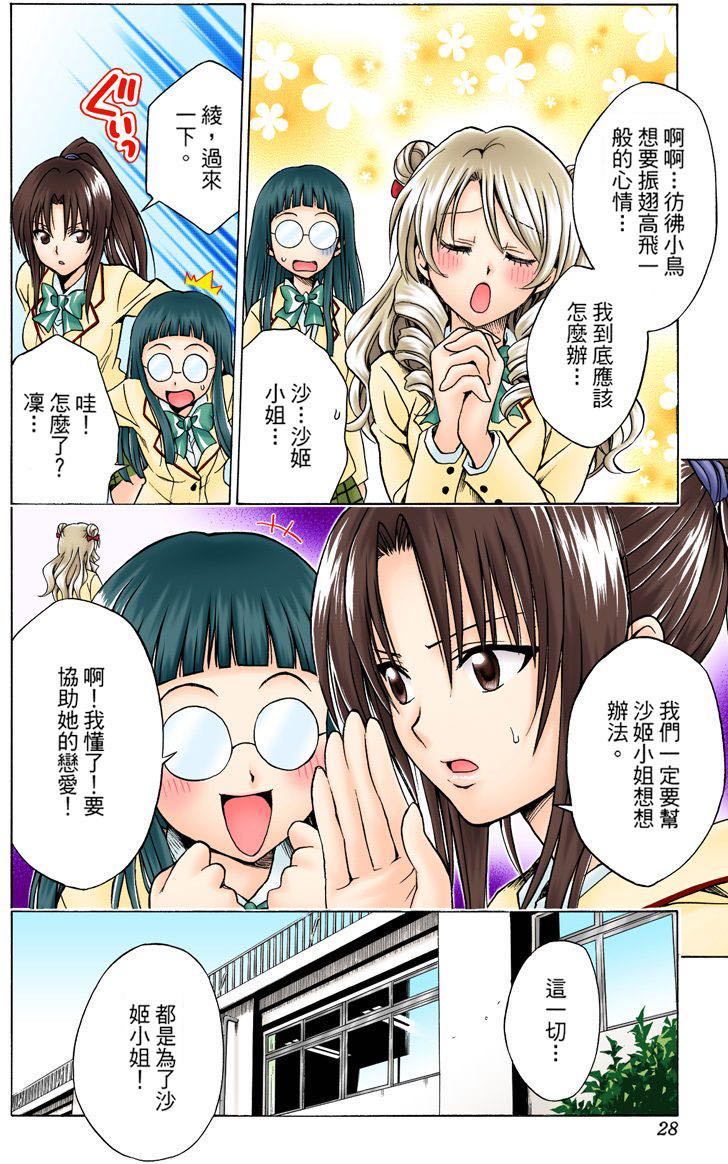 啊啊…彷彿小鳥
想要振翅高飛一
般的心情…
我到底應該
怎麼辦…
沙…沙姬
小姐…
綾，過來
一下。
ぐいっ
哇！
怎麼了？
凜…
我們一定要幫
沙姬小姐想想
辦法。
啊！我懂了！要
協助她的戀愛！
這一切…
都是為了沙
姬小姐！
28